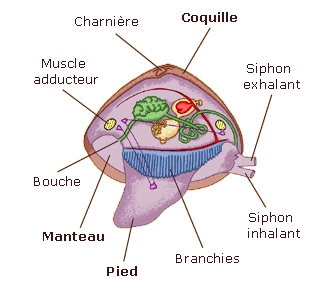 Charnière
Coquille
Muscle
adducteur
Siphon
exhalant
Bouche
Siphon
inhalant
Manteau
Branchies
Pied